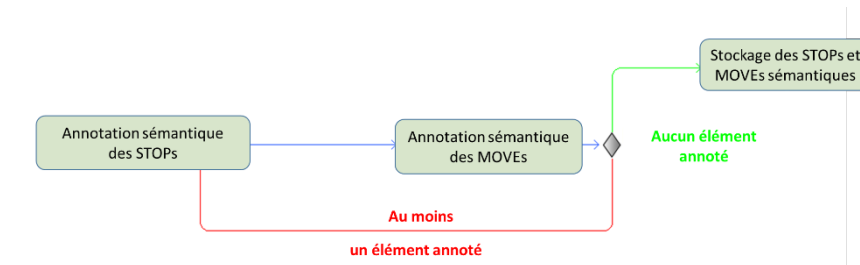 Stockage des STOPs et
MOVEs sémantiques
Annotation sémantique
des STOPs
Annotation sémantique
des MOVEs
Aucun élément
annoté
Au moins
un élément annoté